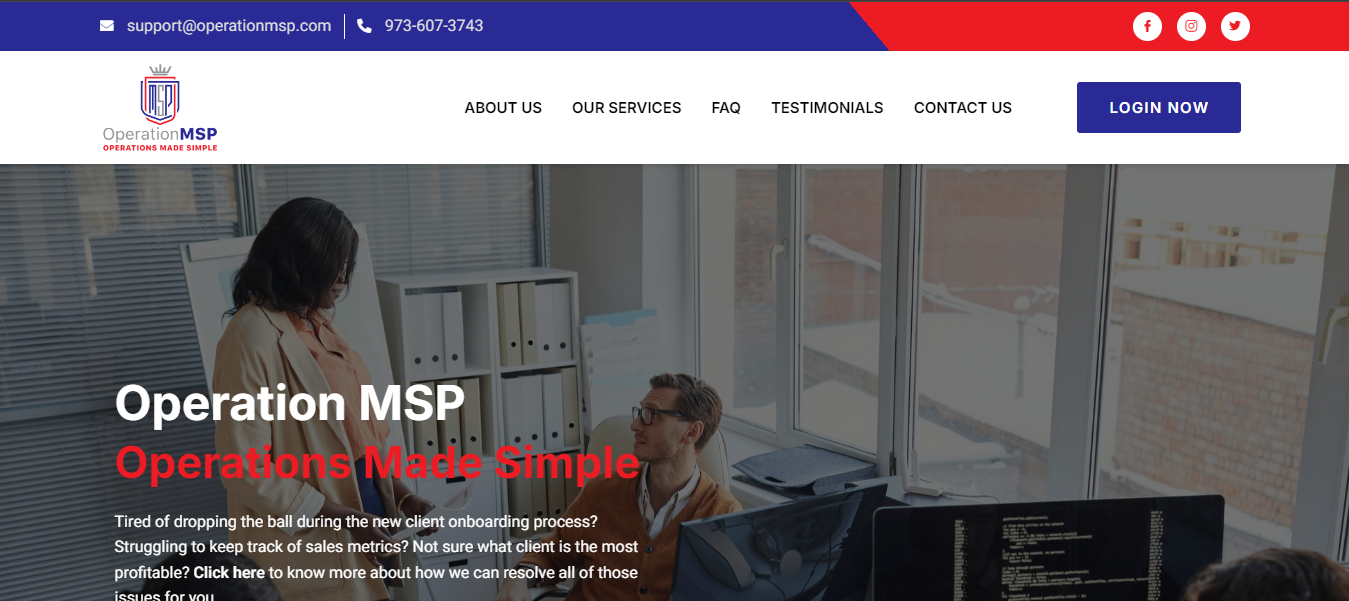 support@operationmsp.com 973-607-3743
MSP
OperationMSP
OPERATIONS MADE SIMPLE
ABOUT US OUR SERVICES FAQ TESTIMONIALS CONTACT US LOGIN NOW
Operation MSP
Operations Made Simple
Tired of dropping the ball during the new client onboarding process?
Struggling to keep track of sales metrics? Not sure what client is the most
profitable? Click here to know more about how we can resolve all of those
issues for you